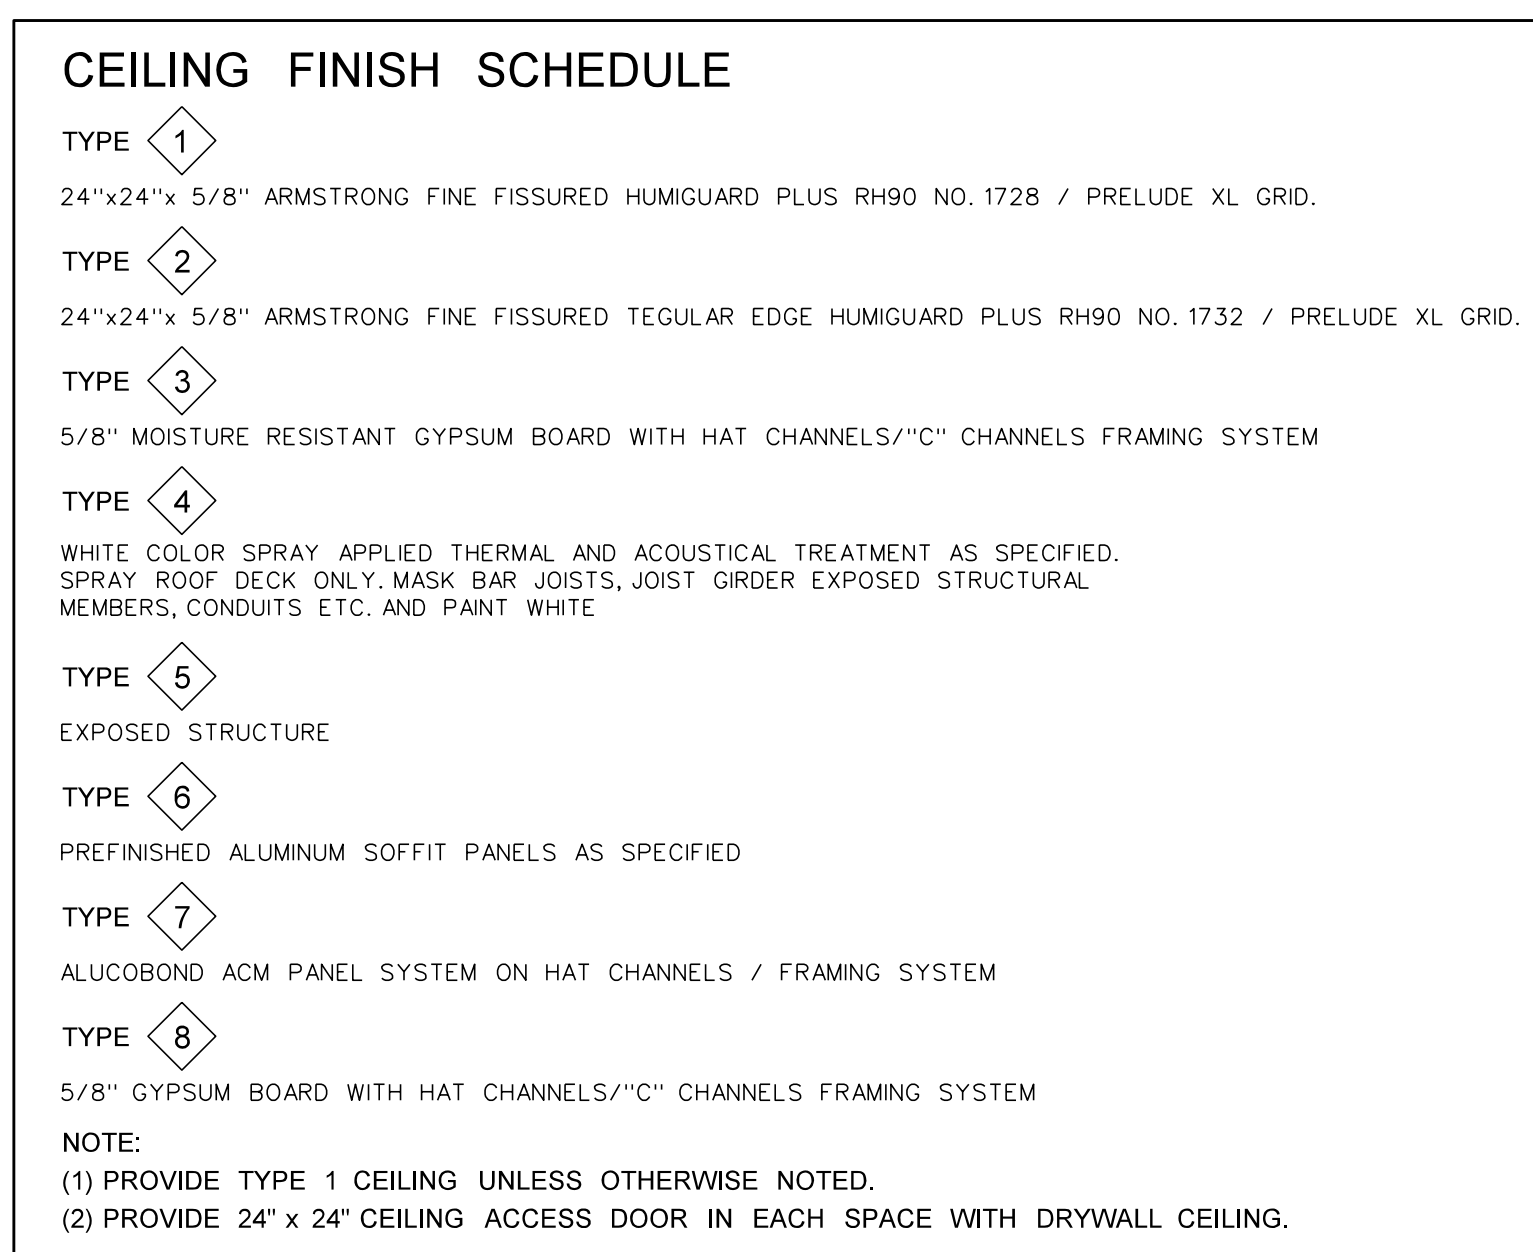 CEILING FINISH SCHEDULE
TYPE 1
24"x24"x 5/8" ARMSTRONG FINE FISSURED HUMIGUARD PLUS RH90 NO. 1728 / PRELUDE XL GRID.
TYPE 2
24"x24"x 5/8" ARMSTRONG FINE FISSURED TEGULAR EDGE HUMIGUARD PLUS RH90 NO. 1732 / PRELUDE XL GRID.
TYPE 3
5/8" MOISTURE RESISTANT GYPSUM BOARD WITH HAT CHANNELS/"C" CHANNELS FRAMING SYSTEM
TYPE 4
WHITE COLOR SPRAY APPLIED THERMAL AND ACOUSTICAL TREATMENT AS SPECIFIED.
SPRAY ROOF DECK ONLY. MASK BAR JOISTS, JOIST GIRDER EXPOSED STRUCTURAL
MEMBERS, CONDUITS ETC. AND PAINT WHITE
TYPE 5
EXPOSED STRUCTURE
TYPE 6
PREFINISHED ALUMINUM SOFFIT PANELS AS SPECIFIED
TYPE 7
ALUCOBOND ACM PANEL SYSTEM ON HAT CHANNELS / FRAMING SYSTEM
TYPE 8
5/8" GYPSUM BOARD WITH HAT CHANNELS/"C" CHANNELS FRAMING SYSTEM
NOTE:
(1) PROVIDE TYPE 1 CEILING UNLESS OTHERWISE NOTED.
(2) PROVIDE 24" x 24" CEILING ACCESS DOOR IN EACH SPACE WITH DRYWALL CEILING.